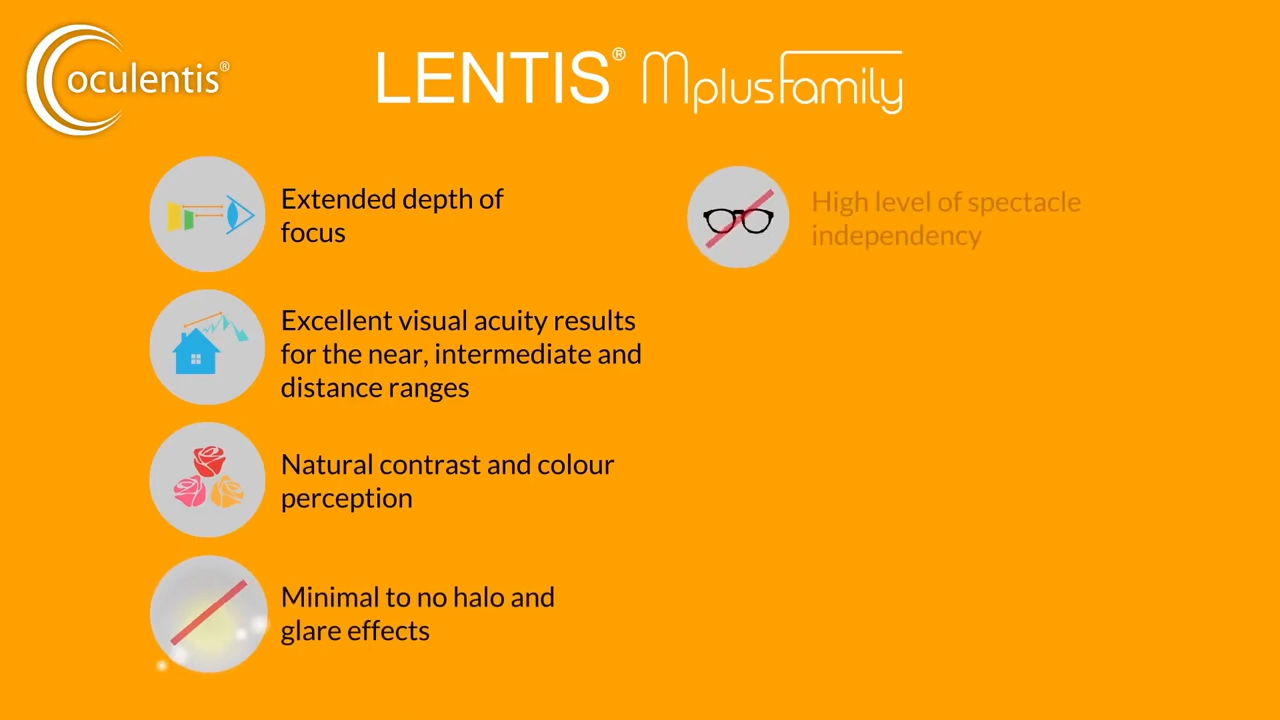 oculentis®
LENTIS® MplusFamily
Extended depth of
focus
Excellent visual acuity results
for the near, intermediate and
distance ranges
Natural contrast and colour
perception
Minimal to no halo and
glare effects
High level of spectacle
independency